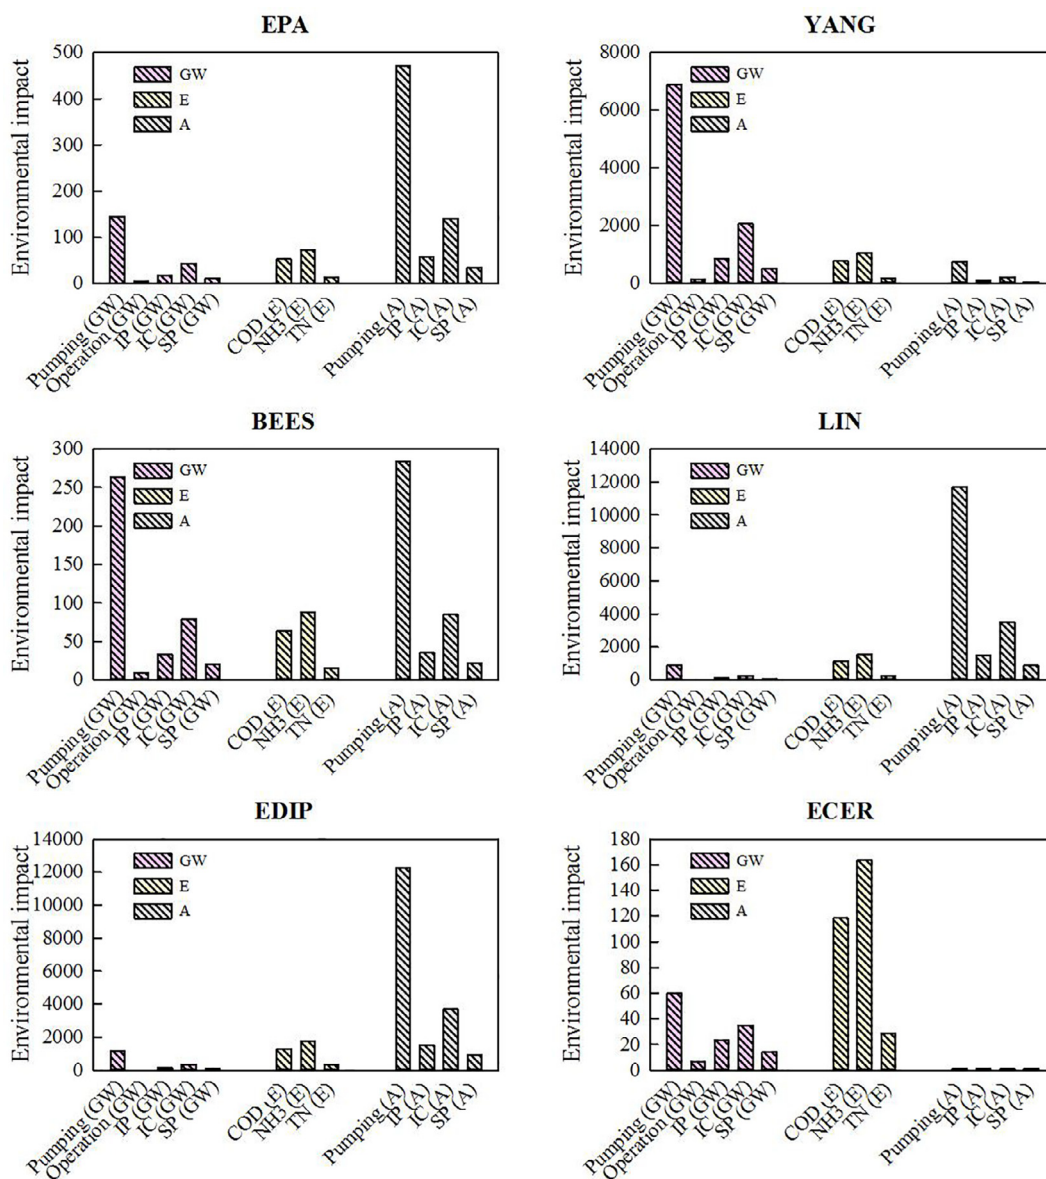 EPA
Environmental impact
500
400
300
200
100
0
GW
E
A
Pumping (GW)
Operation (GW)
IP (GW)
IC (GW)
SP (GW)
COD (E)
NH3 (E)
TN (E)
Pumping (A)
IP (A)
IC (A)
SP (A)
YANG
Environmental impact
8000
6000
4000
2000
0
GW
E
A
Pumping (GW)
Operation (GW)
IP (GW)
IC (GW)
SP (GW)
COD (E)
NH3 (E)
TN (E)
Pumping (A)
IP (A)
IC (A)
SP (A)
BEES
Environmental impact
300
250
200
150
100
50
0
GW
E
A
Pumping (GW)
Operation (GW)
IP (GW)
IC (GW)
SP (GW)
COD (E)
NH3 (E)
TN (E)
Pumping (A)
IP (A)
IC (A)
SP (A)
LIN
Environmental impact
14000
12000
10000
8000
6000
4000
2000
0
GW
E
A
Pumping (GW)
Operation (GW)
IP (GW)
IC (GW)
SP (GW)
COD (E)
NH3 (E)
TN (E)
Pumping (A)
IP (A)
IC (A)
SP (A)
EDIP
Environmental impact
14000
12000
10000
8000
6000
4000
2000
0
GW
E
A
Pumping (GW)
Operation (GW)
IP (GW)
IC (GW)
SP (GW)
COD (E)
NH3 (E)
TN (E)
Pumping (A)
IP (A)
IC (A)
SP (A)
ECER
Environmental impact
180
160
140
120
100
80
60
40
20
0
GW
E
A
Pumping (GW)
Operation (GW)
IP (GW)
IC (GW)
SP (GW)
COD (E)
NH3 (E)
TN (E)
Pumping (A)
IP (A)
IC (A)
SP (A)